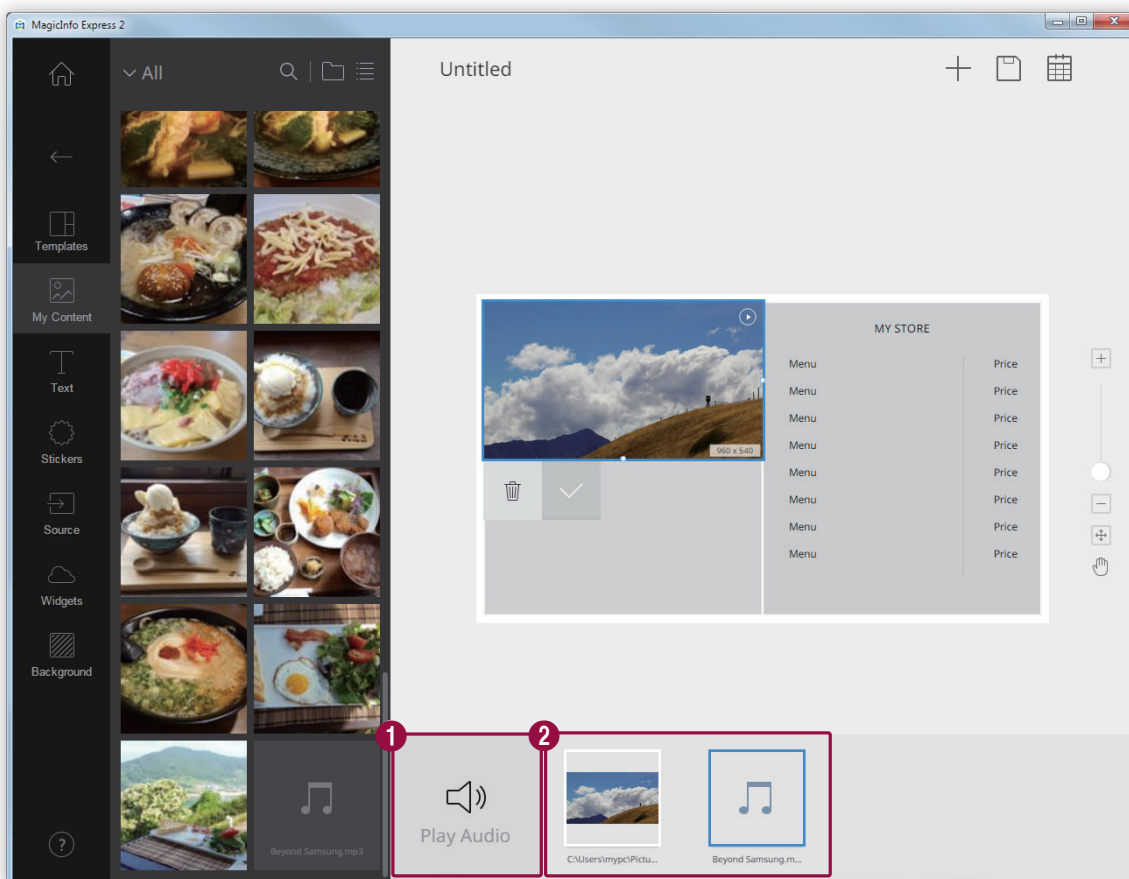 MagicInfo Express 2
All
Untitled
Templates
My Content
Text
Stickers
Source
Widgets
Background
?
MY STORE
Menu Price
Menu Price
Menu Price
Menu Price
Menu Price
Menu Price
Menu Price
Menu Price
960 x 540
Beyond Samsung.mp3
1
Play Audio
2
C:\Users\mypc\Pictu...
Beyond Samsung.m...